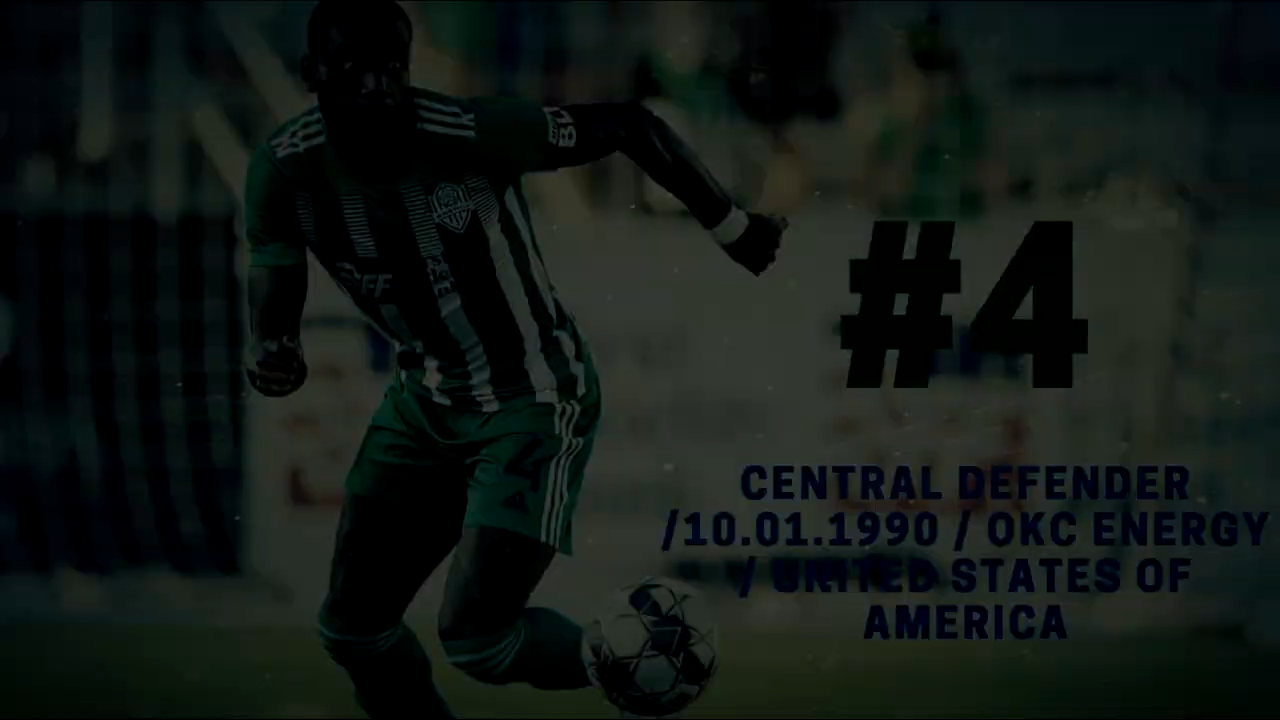 #4
CENTRAL DEFENDER
/10.01.1990 / OKC ENERGY
/ UNITED STATES OF
AMERICA